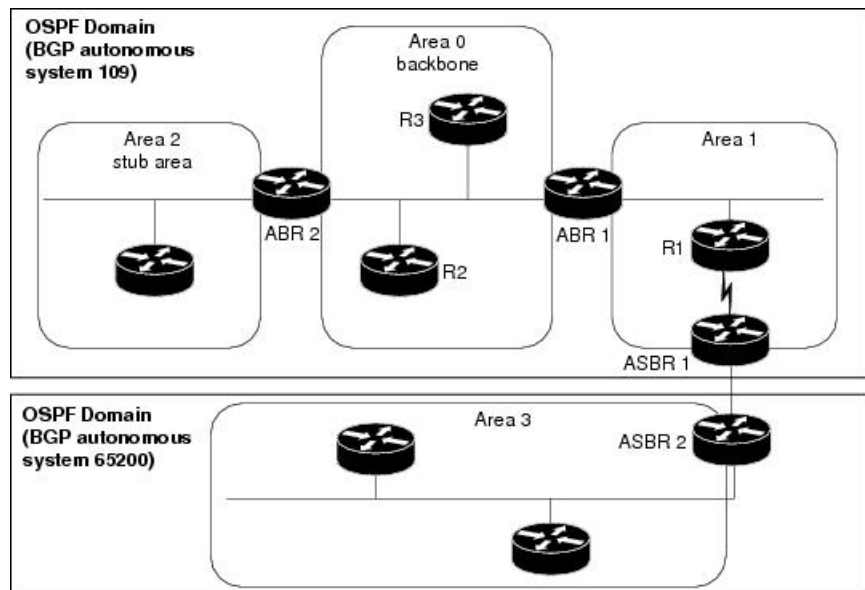 OSPF Domain
(BGP autonomous
system 109)
Area 0
backbone
R3
Area 2
stub area
Area 1
ABR 2
ABR 1
R2
R1
ASBR 1
OSPF Domain
(BGP autonomous
system 65200)
Area 3
ASBR 2